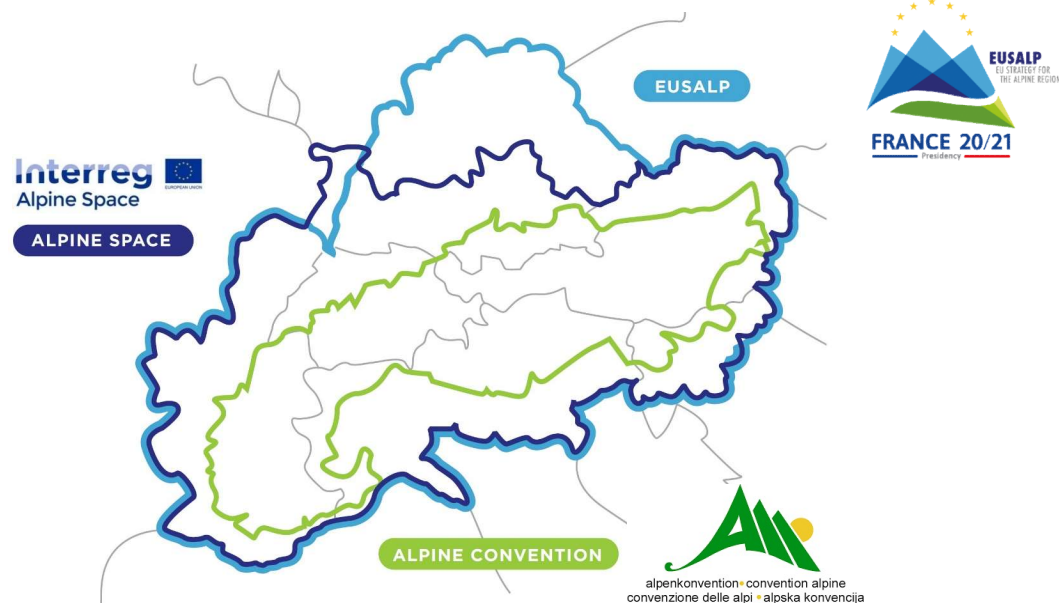 EUSALP
EUSALP
EU STRATEGY FOR
THE ALPINE REGION
FRANCE 20/21
Presidency
Interreg
EUROPEAN UNION
Alpine Space
ALPINE SPACE
ALPINE CONVENTION
alpenkonvention • convention alpine
convenzione delle alpi • alpska konvencija